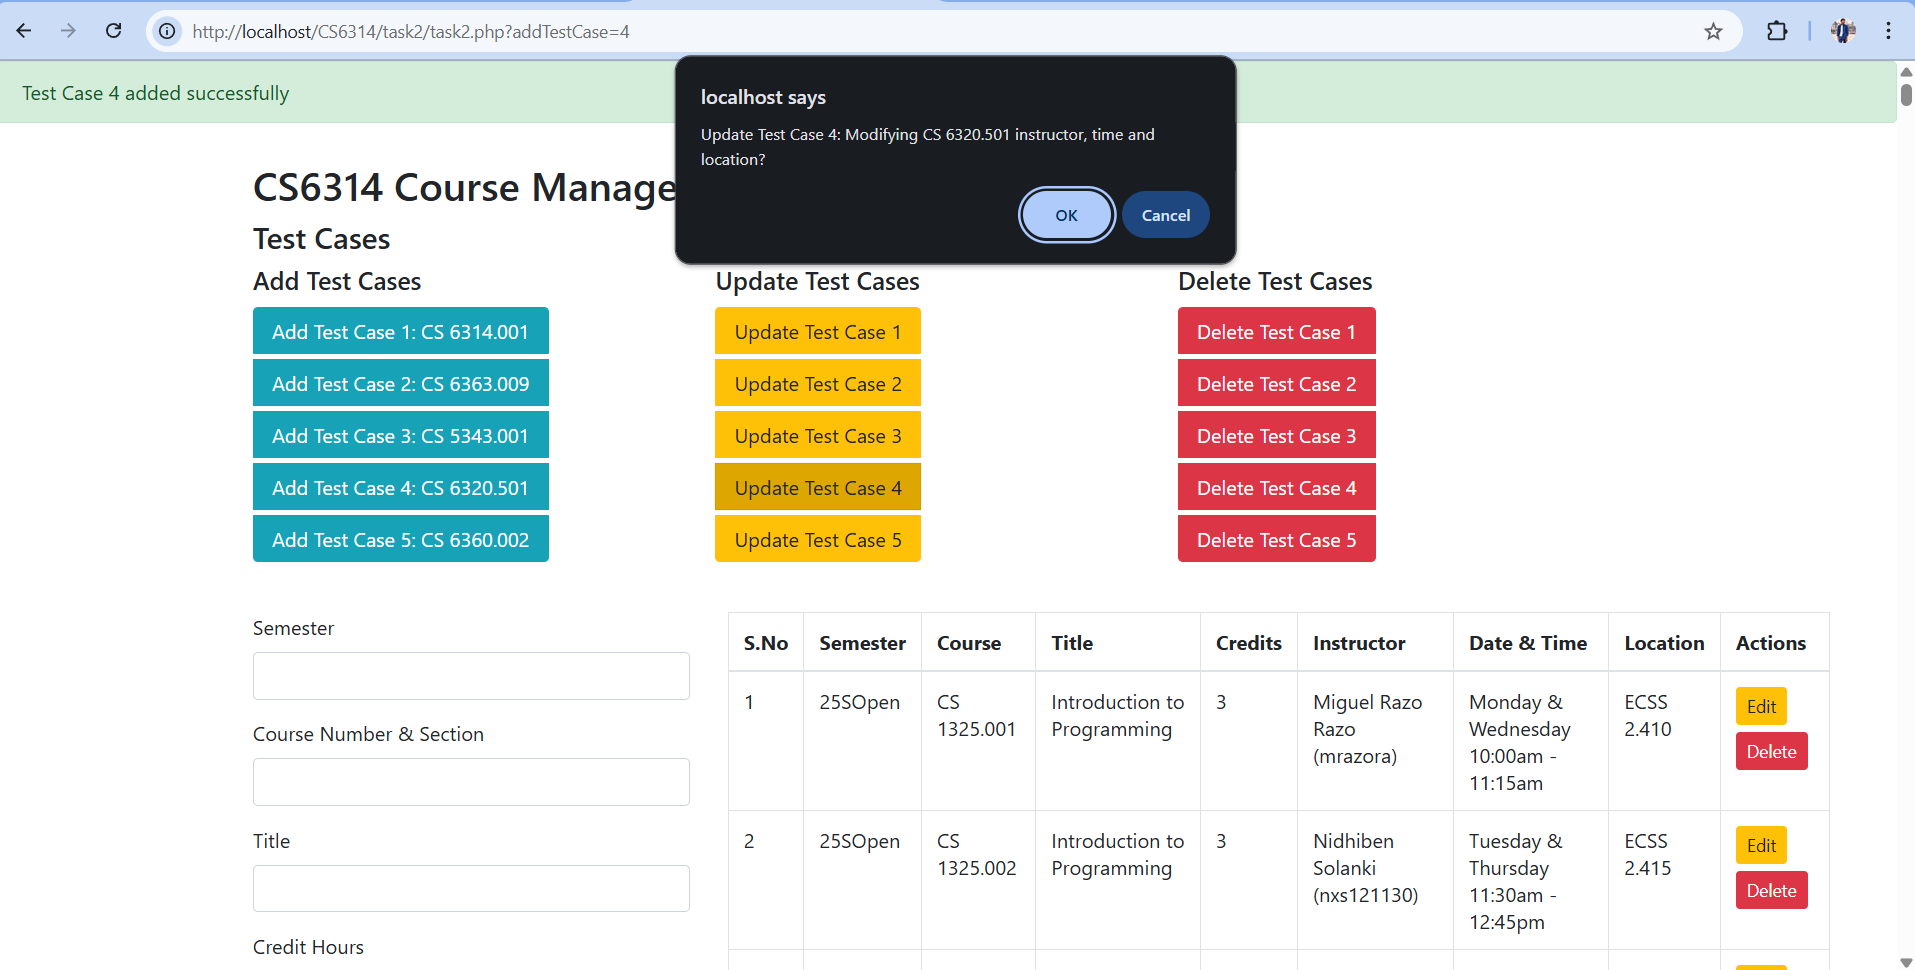 http://localhost/CS6314/task2/task2.php?addTestCase=4
Test Case 4 added successfully
localhost says
Update Test Case 4: Modifying CS 6320.501 instructor, time and
location?
OK
Cancel
CS6314 Course Manage
Test Cases
Add Test Cases
Add Test Case 1: CS 6314.001
Add Test Case 2: CS 6363.009
Add Test Case 3: CS 5343.001
Add Test Case 4: CS 6320.501
Add Test Case 5: CS 6360.002
Update Test Cases
Update Test Case 1
Update Test Case 2
Update Test Case 3
Update Test Case 4
Update Test Case 5
Delete Test Cases
Delete Test Case 1
Delete Test Case 2
Delete Test Case 3
Delete Test Case 4
Delete Test Case 5
Semester
Course Number & Section
Title
Credit Hours
S.No
Semester
Course
Title
Credits
Instructor
Date & Time
Location
Actions
1
25SOpen
CS
1325.001
Introduction to
Programming
3
Miguel Razo
Razo
(mrazora)
Monday &
Wednesday
10:00am -
11:15am
ECSS
2.410
Edit
Delete
2
25SOpen
CS
1325.002
Introduction to
Programming
3
Nidhiben
Solanki
(nxs121130)
Tuesday &
Thursday
11:30am -
12:45pm
ECSS
2.415
Edit
Delete